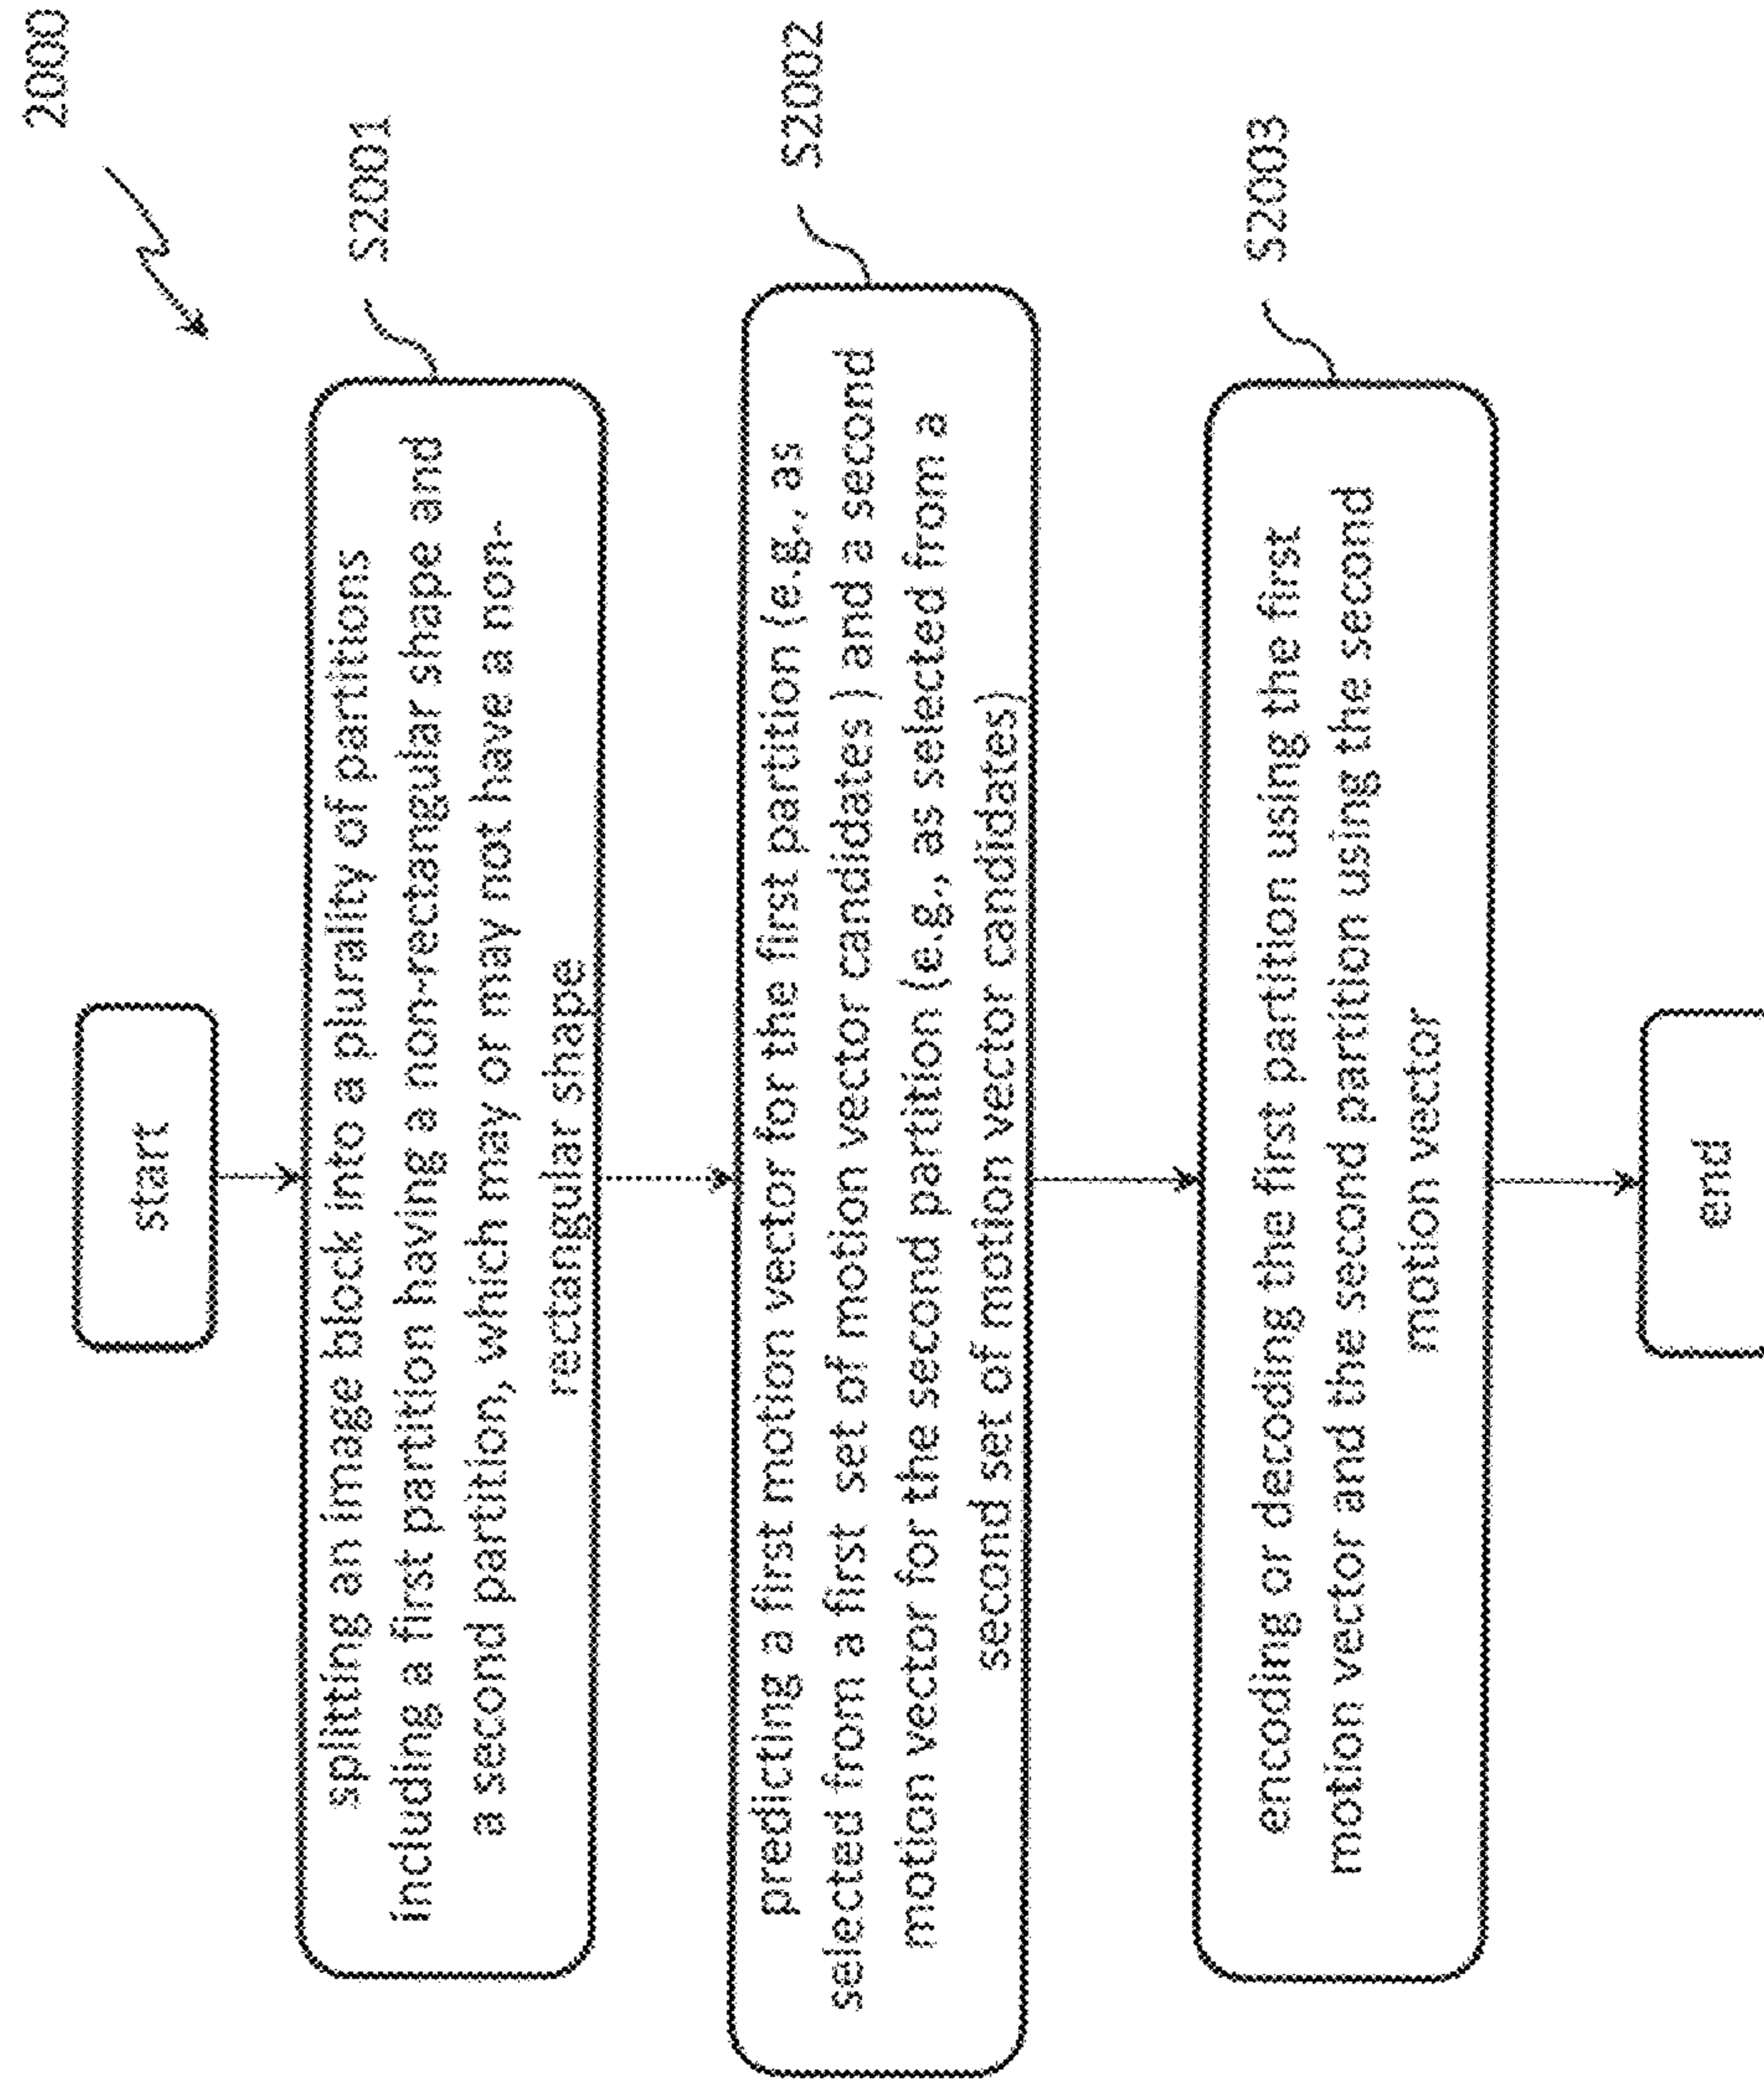 2000
start
splitting an image block into a plurality of partitions
including a first partition having a non-rectangular shape and
a second partition, which may or may not have a non-
rectangular shape
S2001
predicting a first motion vector for the first partition (e.g., as
selected from a first set of motion vector candidates ) and a second
motion vector for the second partition (e.g., as selected from a
second set of motion vector candidates)
S2002
encoding or decoding the first partition using the first
motion vector and the second partition using the second
motion vector
S2003
end